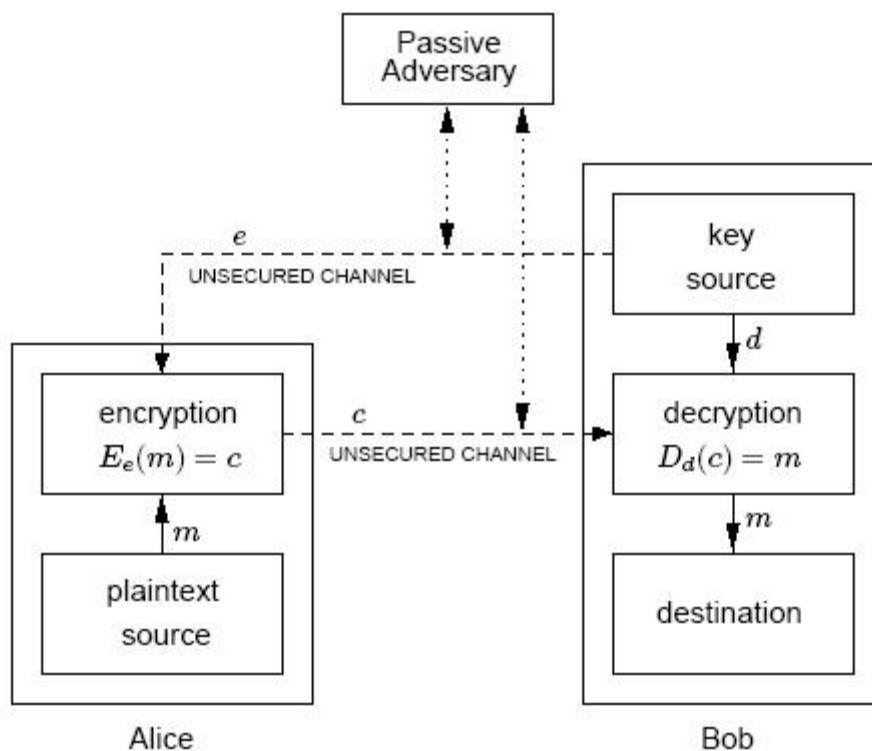 Passive
Adversary
key
source
e
UNSECURED CHANNEL
d
encryption
E_e(m) = c
c
UNSECURED CHANNEL
decryption
D_d(c) = m
m
m
plaintext
source
destination
Alice
Bob